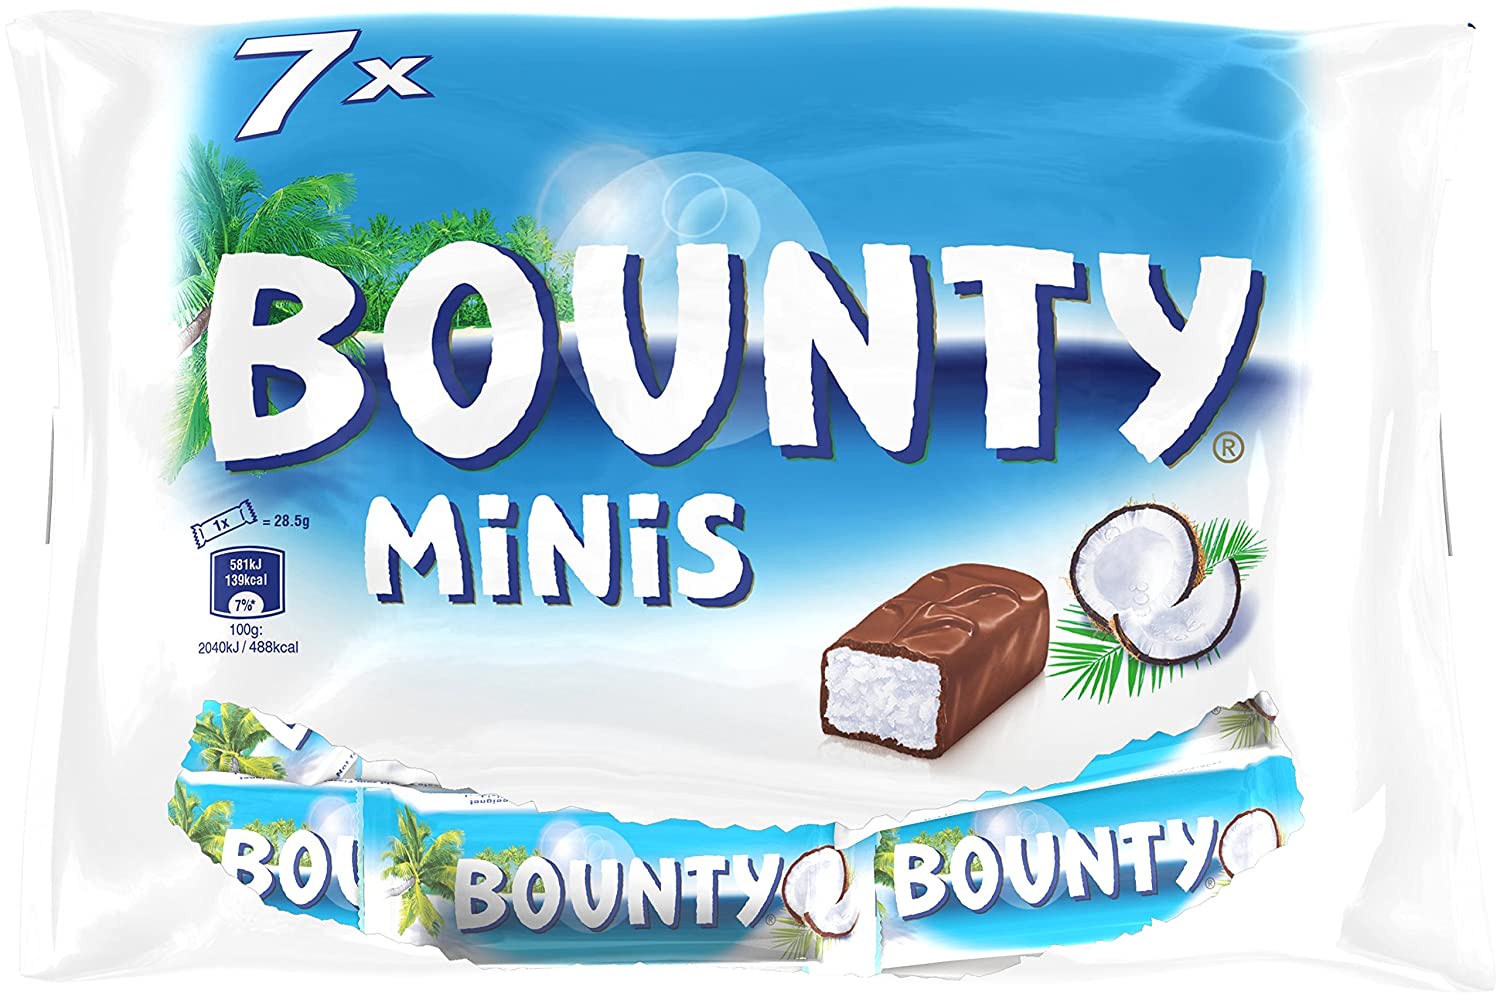 7x
BOUNTY®
MiNiS
1x = 28.5g
581kJ
139kcal
7%*
100g:
2040kJ / 488kcal
BOU
BOUNTY®
BOUNTY®